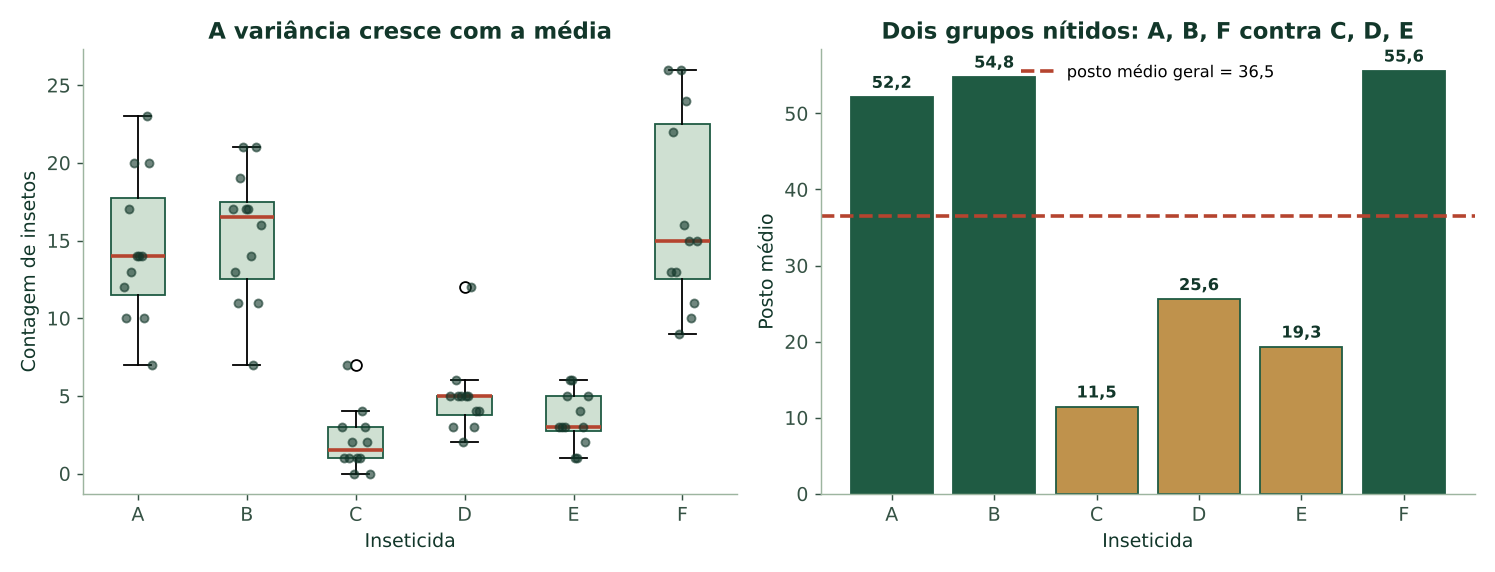 A variância cresce com a média
Contagem de insetos
25
20
15
10
5
0
A B C D E F
Inseticida
Dois grupos nítidos: A, B, F contra C, D, E
posto médio geral = 36,5
Posto médio
50
40
30
20
10
0
52,2
54,8
11,5
25,6
19,3
55,6
A B C D E F
Inseticida